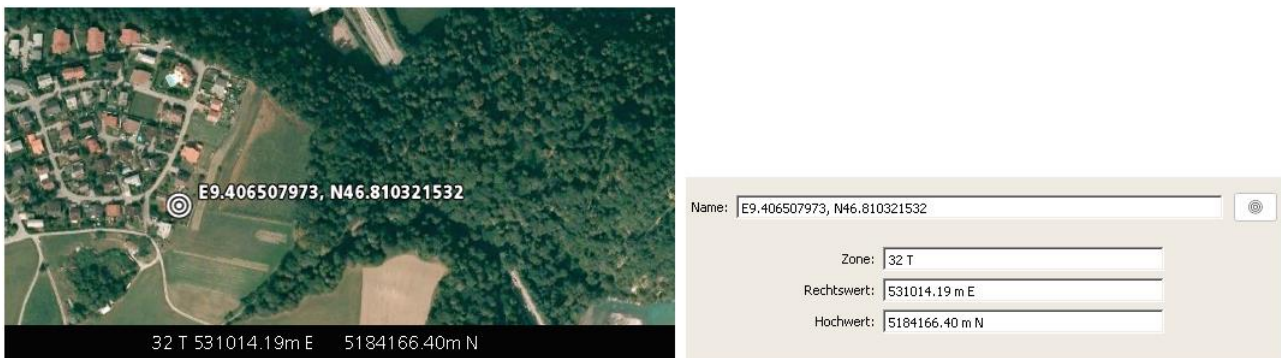 E9.406507973, N46.810321532
32 T 531014.19m E 5184166.40m N
Name: E9.406507973, N46.810321532
Zone: 32 T
Rechtswert: 531014.19 m E
Hochwert: 5184166.40 m N